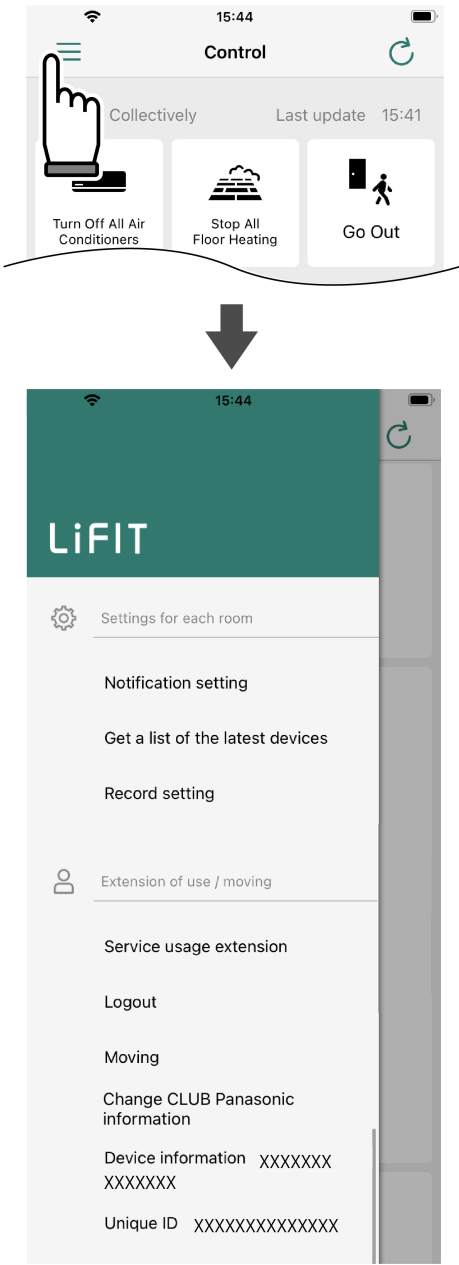 15:44
Control
Collectively Last update 15:41
Turn Off All Air
Conditioners
Stop All
Floor Heating
Go Out
15:44
LiFIT
Settings for each room
Notification setting
Get a list of the latest devices
Record setting
Extension of use / moving
Service usage extension
Logout
Moving
Change CLUB Panasonic
information
Device information XXXXXXX
XXXXXXX
Unique ID XXXXXXXXXXXXXX